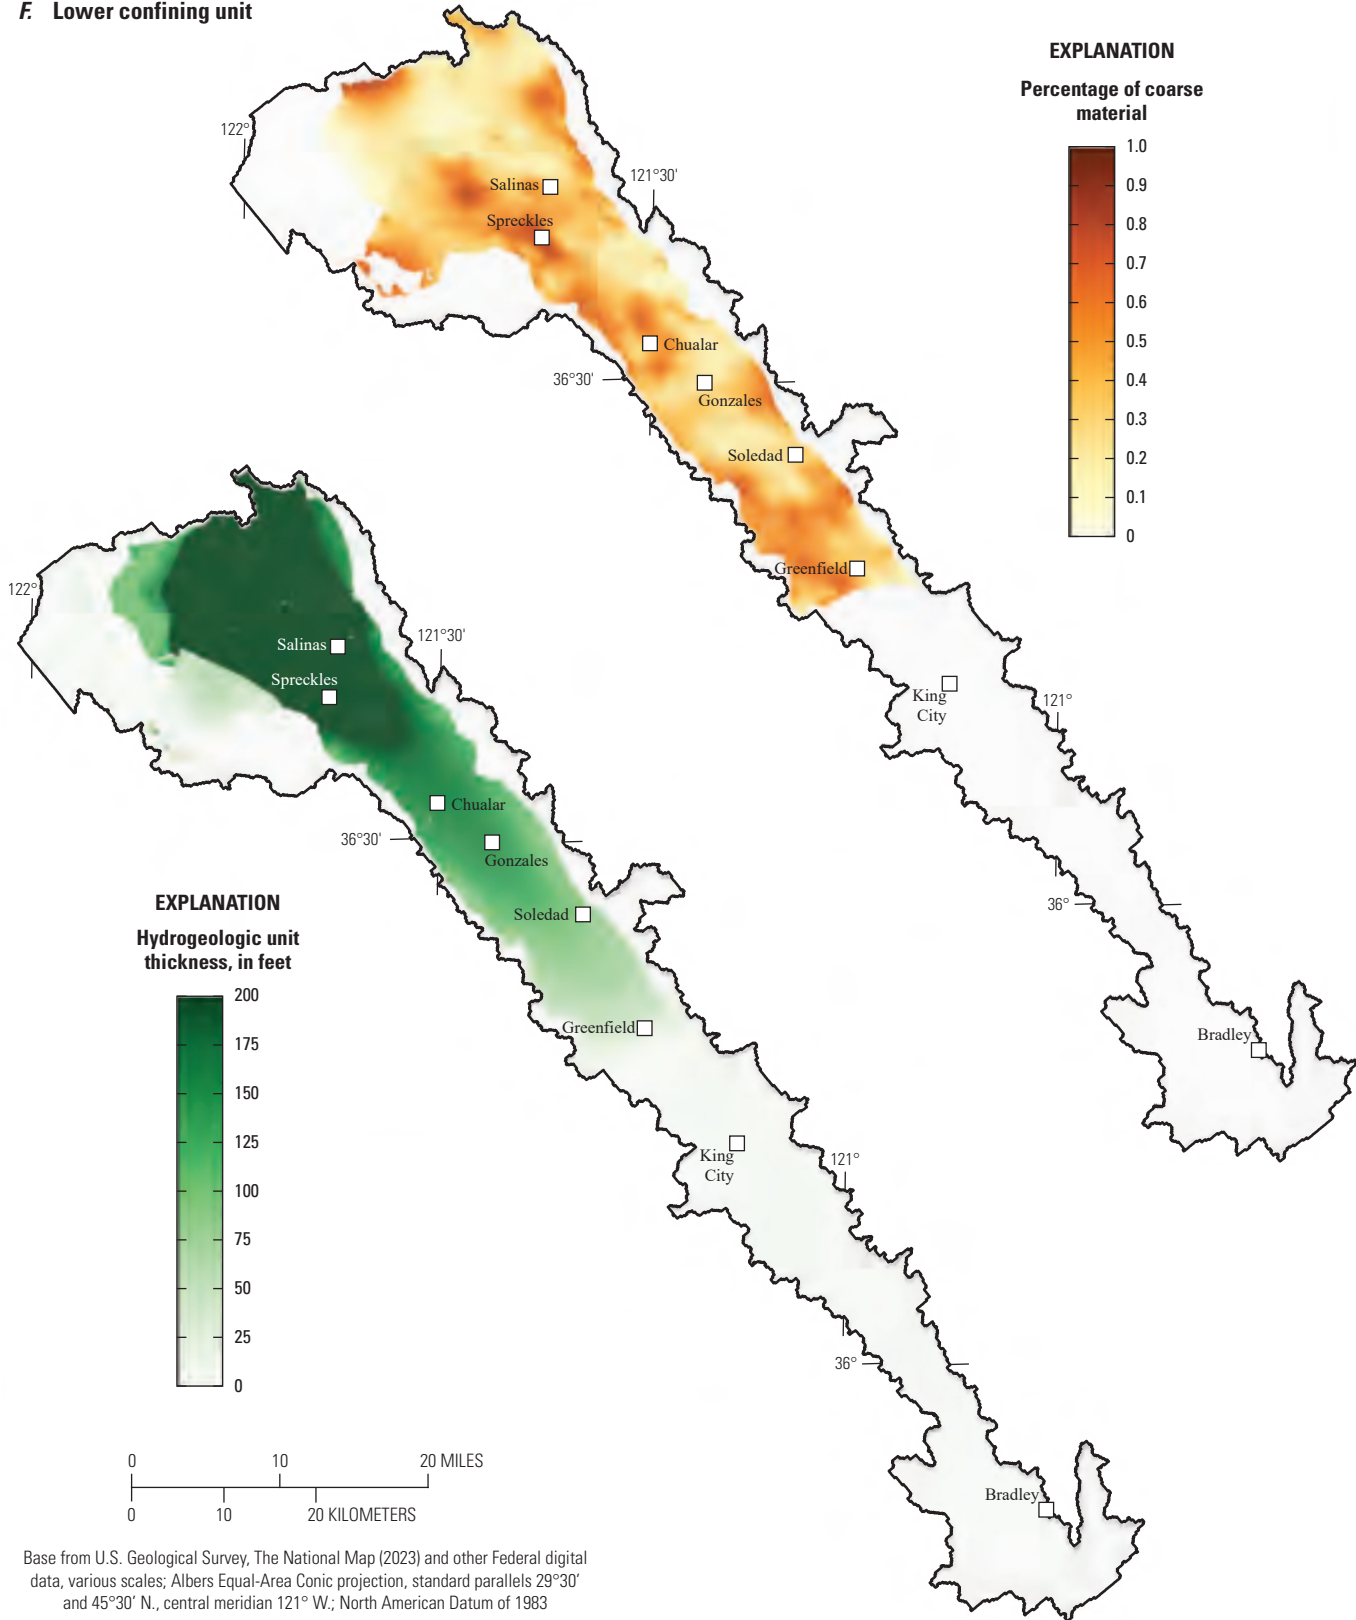 F. Lower confining unit
EXPLANATION
Percentage of coarse
material
1.0
0.9
0.8
0.7
0.6
0.5
0.4
0.3
0.2
0.1
0
122°
121°30'
Salinas
Spreckles
Chualar
36°30'
Gonzales
Soledad
Greenfield
King
City
121°
36°
Bradley
122°
121°30'
Salinas
Spreckles
Chualar
36°30'
Gonzales
Soledad
Greenfield
King
City
121°
36°
Bradley
EXPLANATION
Hydrogeologic unit
thickness, in feet
200
175
150
125
100
75
50
25
0
0 10 20 MILES
0 10 20 KILOMETERS
Base from U.S. Geological Survey, The National Map (2023) and other Federal digital
data, various scales; Albers Equal-Area Conic projection, standard parallels 29°30′
and 45°30′ N., central meridian 121° W.; North American Datum of 1983